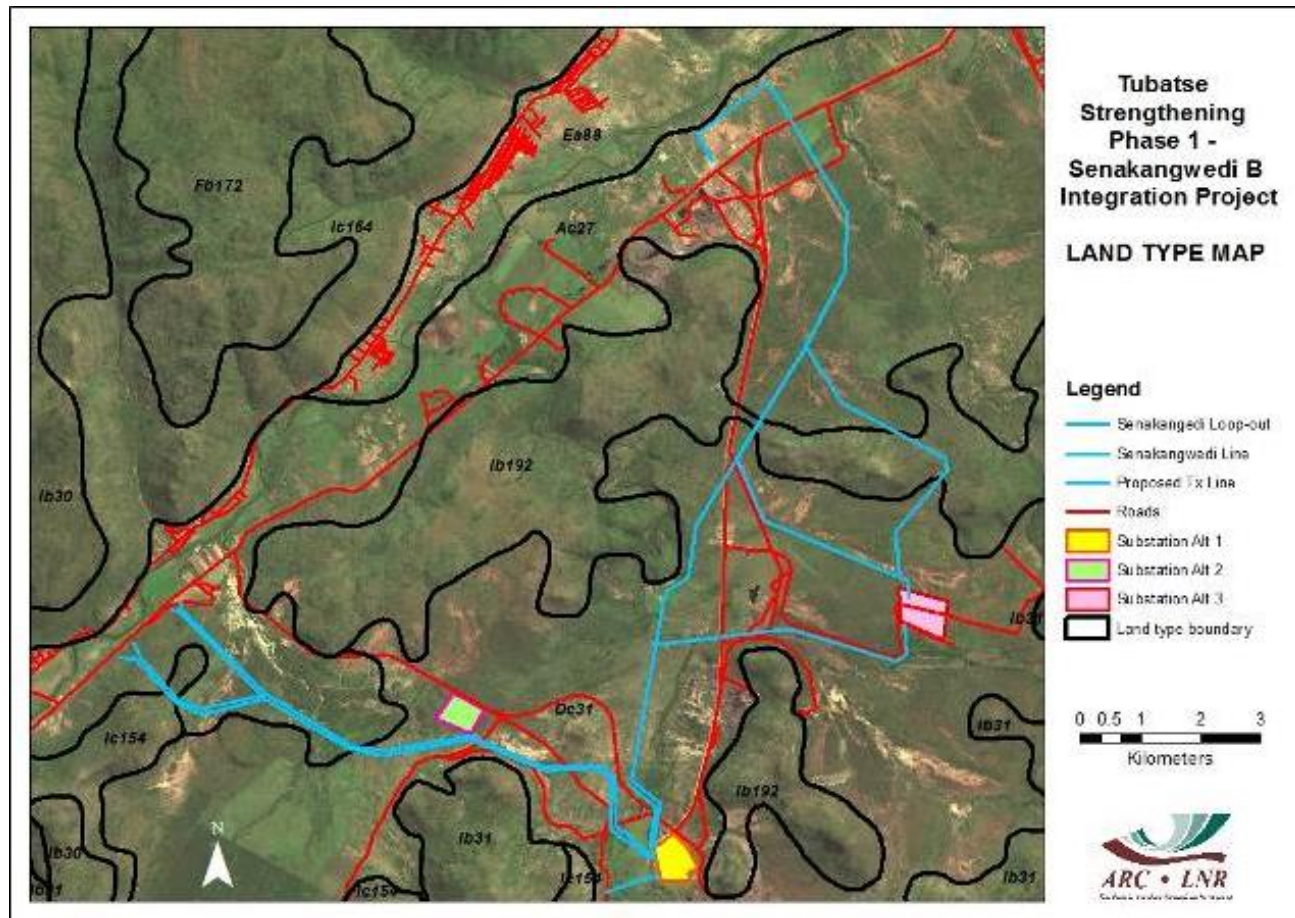 Tubatse
Strengthening
Phase 1 -
Senakangwedi B
Integration Project
LAND TYPE MAP
Legend
Senakangedi Loop-out
Senakangwedi Line
Proposed Tx Line
Roads
Substation Alt 1
Substation Alt 2
Substation Alt 3
Land type boundary
0 0.5 1 2 3
Kilometers
ARC • LNR
Ea88
Fb172
Ic164
Ac27
Ib192
Ib30
Ib31
Dc31
Ic154
Ib31
Ib192
Ib31
Ib30
Ic154
Ic154
Ib31
N